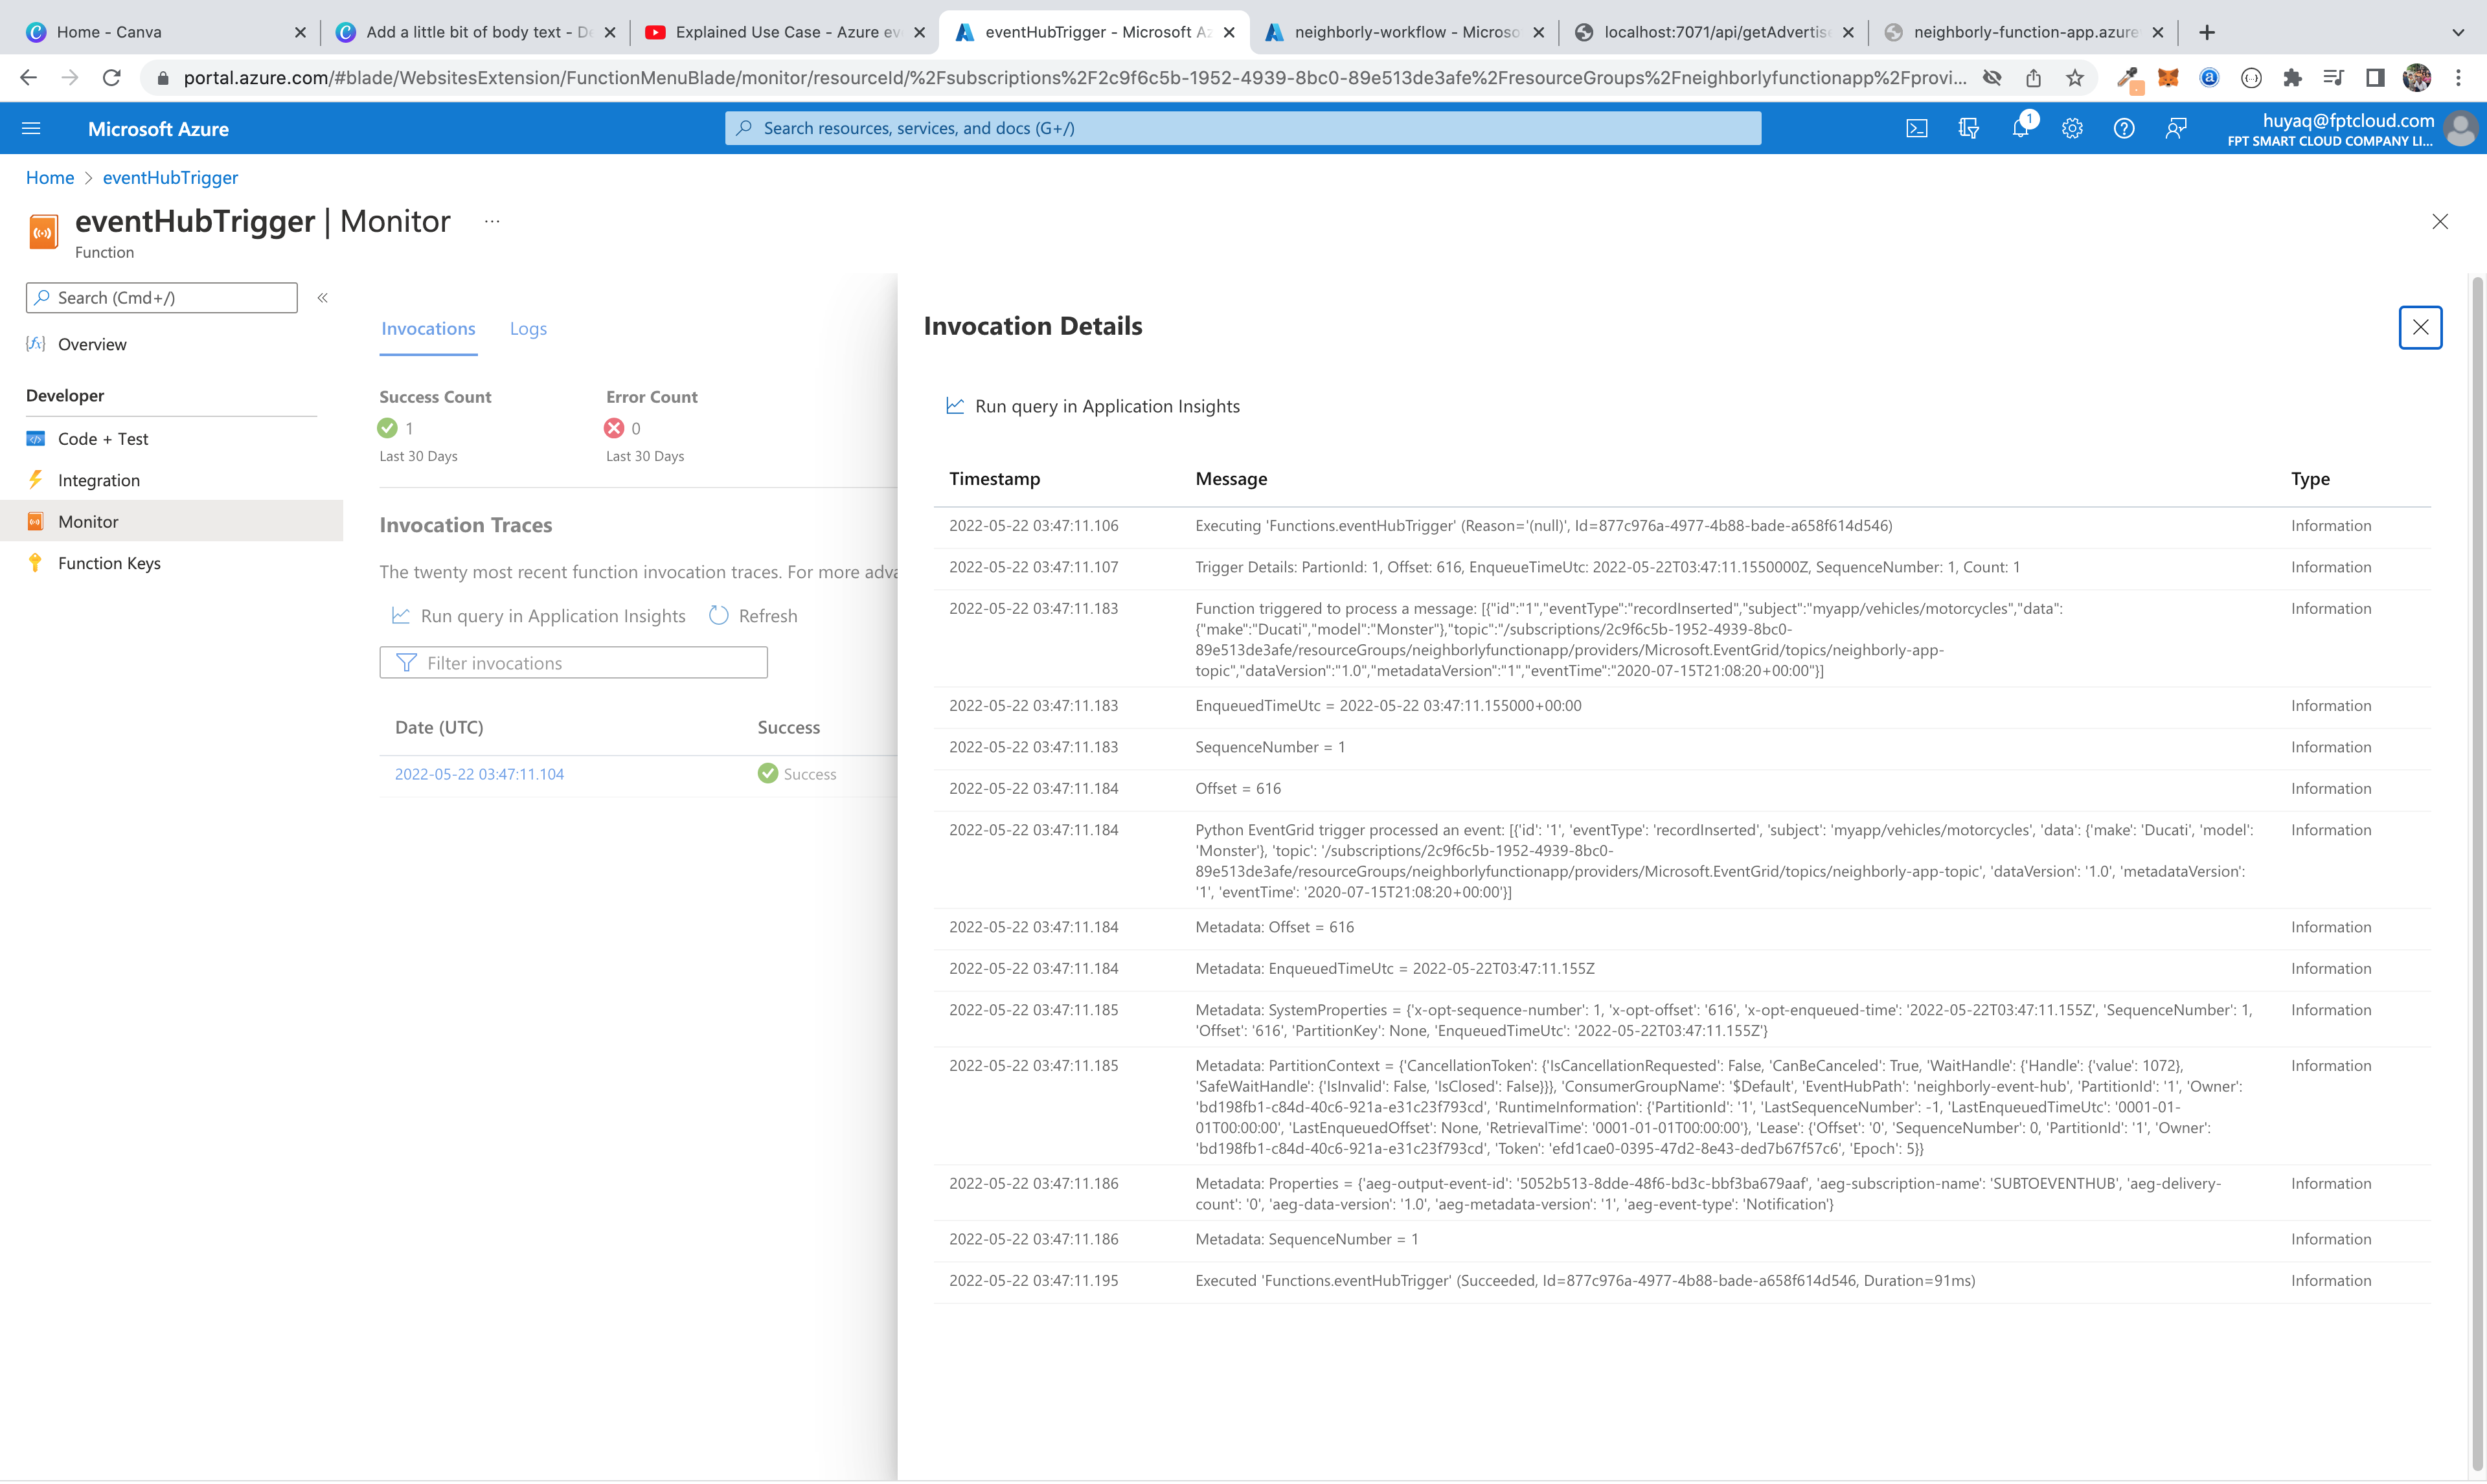 Home - Canva
Add a little bit of body text - De
Explained Use Case - Azure eve
eventHubTrigger - Microsoft Az
neighborly-workflow - Microso
localhost:7071/api/getAdvertise
neighborly-function-app.azure
portal.azure.com/#blade/WebsitesExtension/FunctionMenuBlade/monitor/resourceId/%2Fsubscriptions%2F2c9f6c5b-1952-4939-8bc0-89e513de3afe%2FresourceGroups%2Fneighborlyfunctionapp%2Fprovi...
Microsoft Azure
Search resources, services, and docs (G+/)
1
huyaq@fptcloud.com
FPT SMART CLOUD COMPANY LI...
Home > eventHubTrigger
eventHubTrigger | Monitor ...
Function
Search (Cmd+/)
«
Overview
Developer
Code + Test
Integration
Monitor
Function Keys
Invocations
Logs
Success Count
Error Count
1
0
Last 30 Days
Last 30 Days
Invocation Traces
The twenty most recent function invocation traces. For more adva
Run query in Application Insights
Refresh
Filter invocations
Date (UTC)
Success
2022-05-22 03:47:11.104
Success
Invocation Details
Run query in Application Insights
Timestamp Message Type
2022-05-22 03:47:11.106 Executing 'Functions.eventHubTrigger' (Reason='(null)', Id=877c976a-4977-4b88-bade-a658f614d546) Information
2022-05-22 03:47:11.107 Trigger Details: PartionId: 1, Offset: 616, EnqueueTimeUtc: 2022-05-22T03:47:11.1550000Z, SequenceNumber: 1, Count: 1 Information
2022-05-22 03:47:11.183 Function triggered to process a message: [{"id":"1","eventType":"recordInserted","subject":"myapp/vehicles/motorcycles","data": Information
{"make":"Ducati","model":"Monster"},"topic":"/subscriptions/2c9f6c5b-1952-4939-8bc0-
89e513de3afe/resourceGroups/neighborlyfunctionapp/providers/Microsoft.EventGrid/topics/neighborly-app-
topic","dataVersion":"1.0","metadataVersion":"1","eventTime":"2020-07-15T21:08:20+00:00"}]
2022-05-22 03:47:11.183 EnqueuedTimeUtc = 2022-05-22 03:47:11.155000+00:00 Information
2022-05-22 03:47:11.183 SequenceNumber = 1 Information
2022-05-22 03:47:11.184 Offset = 616 Information
2022-05-22 03:47:11.184 Python EventGrid trigger processed an event: [{'id': '1', 'eventType': 'recordInserted', 'subject': 'myapp/vehicles/motorcycles', 'data': {'make': 'Ducati', 'model': Information
'Monster'}, 'topic': '/subscriptions/2c9f6c5b-1952-4939-8bc0-
89e513de3afe/resourceGroups/neighborlyfunctionapp/providers/Microsoft.EventGrid/topics/neighborly-app-topic', 'dataVersion': '1.0', 'metadataVersion':
'1', 'eventTime': '2020-07-15T21:08:20+00:00'}]
2022-05-22 03:47:11.184 Metadata: Offset = 616 Information
2022-05-22 03:47:11.184 Metadata: EnqueuedTimeUtc = 2022-05-22T03:47:11.155Z Information
2022-05-22 03:47:11.185 Metadata: SystemProperties = {'x-opt-sequence-number': 1, 'x-opt-offset': '616', 'x-opt-enqueued-time': '2022-05-22T03:47:11.155Z', 'SequenceNumber': 1, Information
'Offset': '616', 'PartitionKey': None, 'EnqueuedTimeUtc': '2022-05-22T03:47:11.155Z'}
2022-05-22 03:47:11.185 Metadata: PartitionContext = {'CancellationToken': {'IsCancellationRequested': False, 'CanBeCanceled': True, 'WaitHandle': {'Handle': {'value': 1072}, Information
'SafeWaitHandle': {'IsInvalid': False, 'IsClosed': False}}}, 'ConsumerGroupName': '$Default', 'EventHubPath': 'neighborly-event-hub', 'PartitionId': '1', 'Owner':
'bd198fb1-c84d-40c6-921a-e31c23f793cd', 'RuntimeInformation': {'PartitionId': '1', 'LastSequenceNumber': -1, 'LastEnqueuedTimeUtc': '0001-01-
01T00:00:00', 'LastEnqueuedOffset': None, 'RetrievalTime': '0001-01-01T00:00:00'}, 'Lease': {'Offset': '0', 'SequenceNumber': 0, 'PartitionId': '1', 'Owner':
'bd198fb1-c84d-40c6-921a-e31c23f793cd', 'Token': 'efd1cae0-0395-47d2-8e43-ded7b67f57c6', 'Epoch': 5}}
2022-05-22 03:47:11.186 Metadata: Properties = {'aeg-output-event-id': '5052b513-8dde-48f6-bd3c-bbf3ba679aaf', 'aeg-subscription-name': 'SUBTOEVENTHUB', 'aeg-delivery- Information
count': '0', 'aeg-data-version': '1.0', 'aeg-metadata-version': '1', 'aeg-event-type': 'Notification'}
2022-05-22 03:47:11.186 Metadata: SequenceNumber = 1 Information
2022-05-22 03:47:11.195 Executed 'Functions.eventHubTrigger' (Succeeded, Id=877c976a-4977-4b88-bade-a658f614d546, Duration=91ms) Information